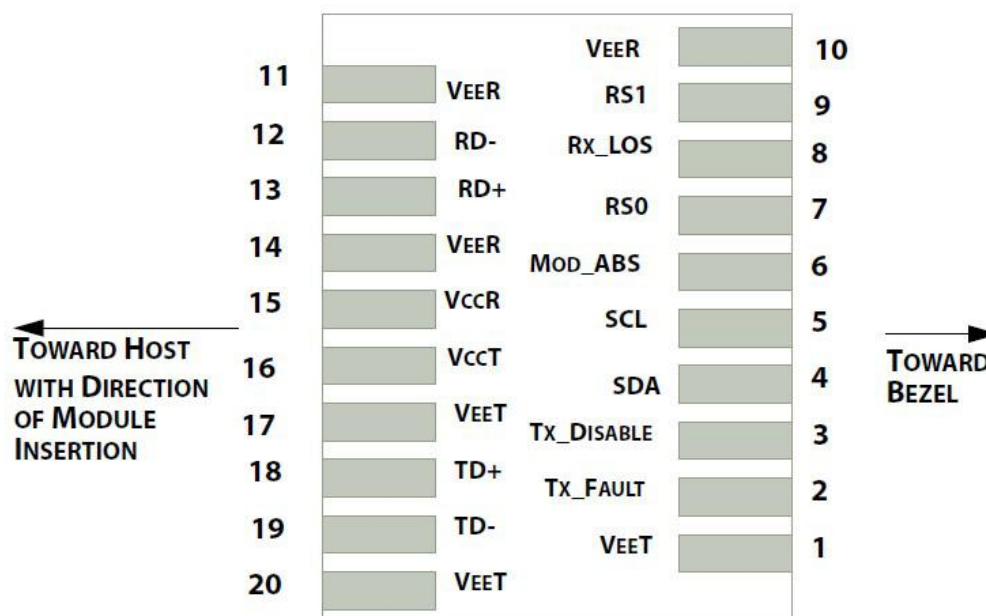 VEER 10
11 VEER
RS1 9
12 RD-
RX_LOS 8
13 RD+
RS0 7
14 VEER
MOD_ABS 6
15 VCCR
SCL 5
TOWARD HOST
WITH DIRECTION
OF MODULE
INSERTION
16 VCCT
SDA 4
TOWARD
BEZEL
17 VEET
TX_DISABLE 3
18 TD+
TX_FAULT 2
19 TD-
VEET 1
20 VEET